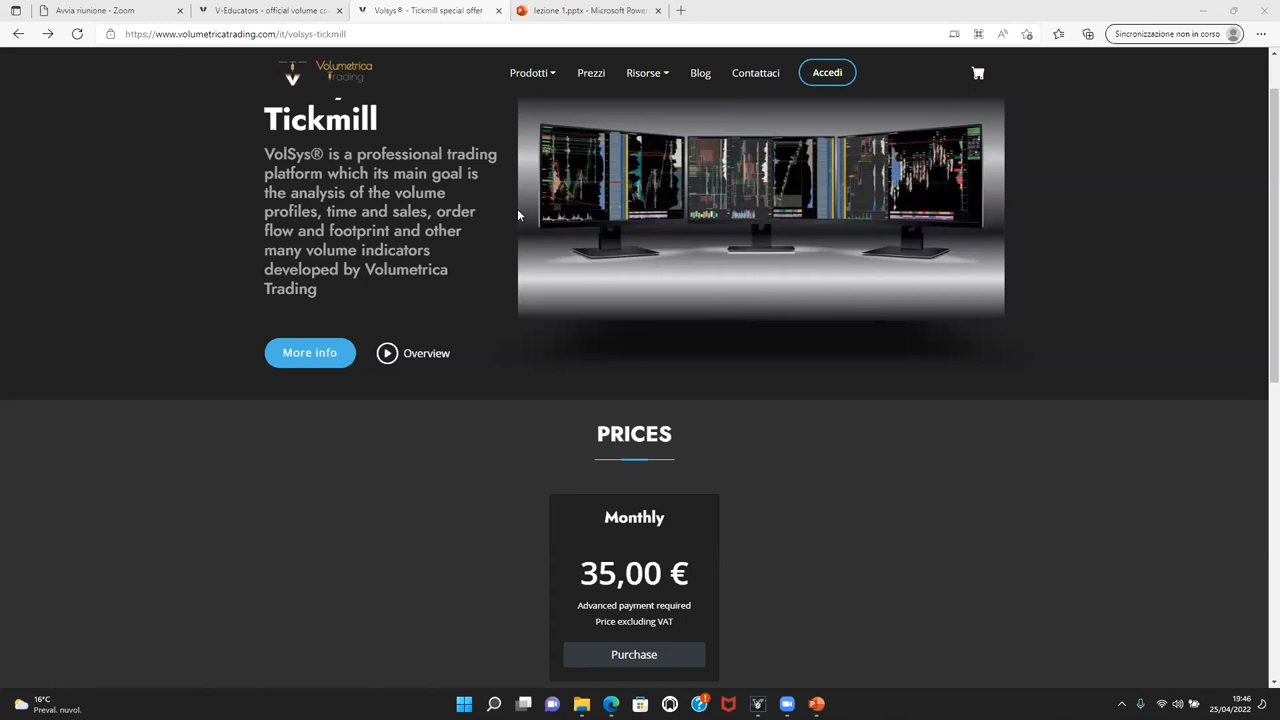 Avvia riunione - Zoom
V-Educators - official volume co
Volsys® - Tickmill special offer
lezione 1.pptx - Microsoft Power
https://www.volumetricatrading.com/it/volsys-tickmill
Sincronizzazione non in corso
Volumetrica
Trading
Prodotti
Prezzi
Risorse
Blog
Contattaci
Accedi
Tickmill
VolSys® is a professional trading
platform which its main goal is
the analysis of the volume
profiles, time and sales, order
flow and footprint and other
many volume indicators
developed by Volumetrica
Trading
More info
Overview
PRICES
Monthly
35,00 €
Advanced payment required
Price excluding VAT
Purchase
16°C
Preval. nuvol.
19:46
25/04/2022